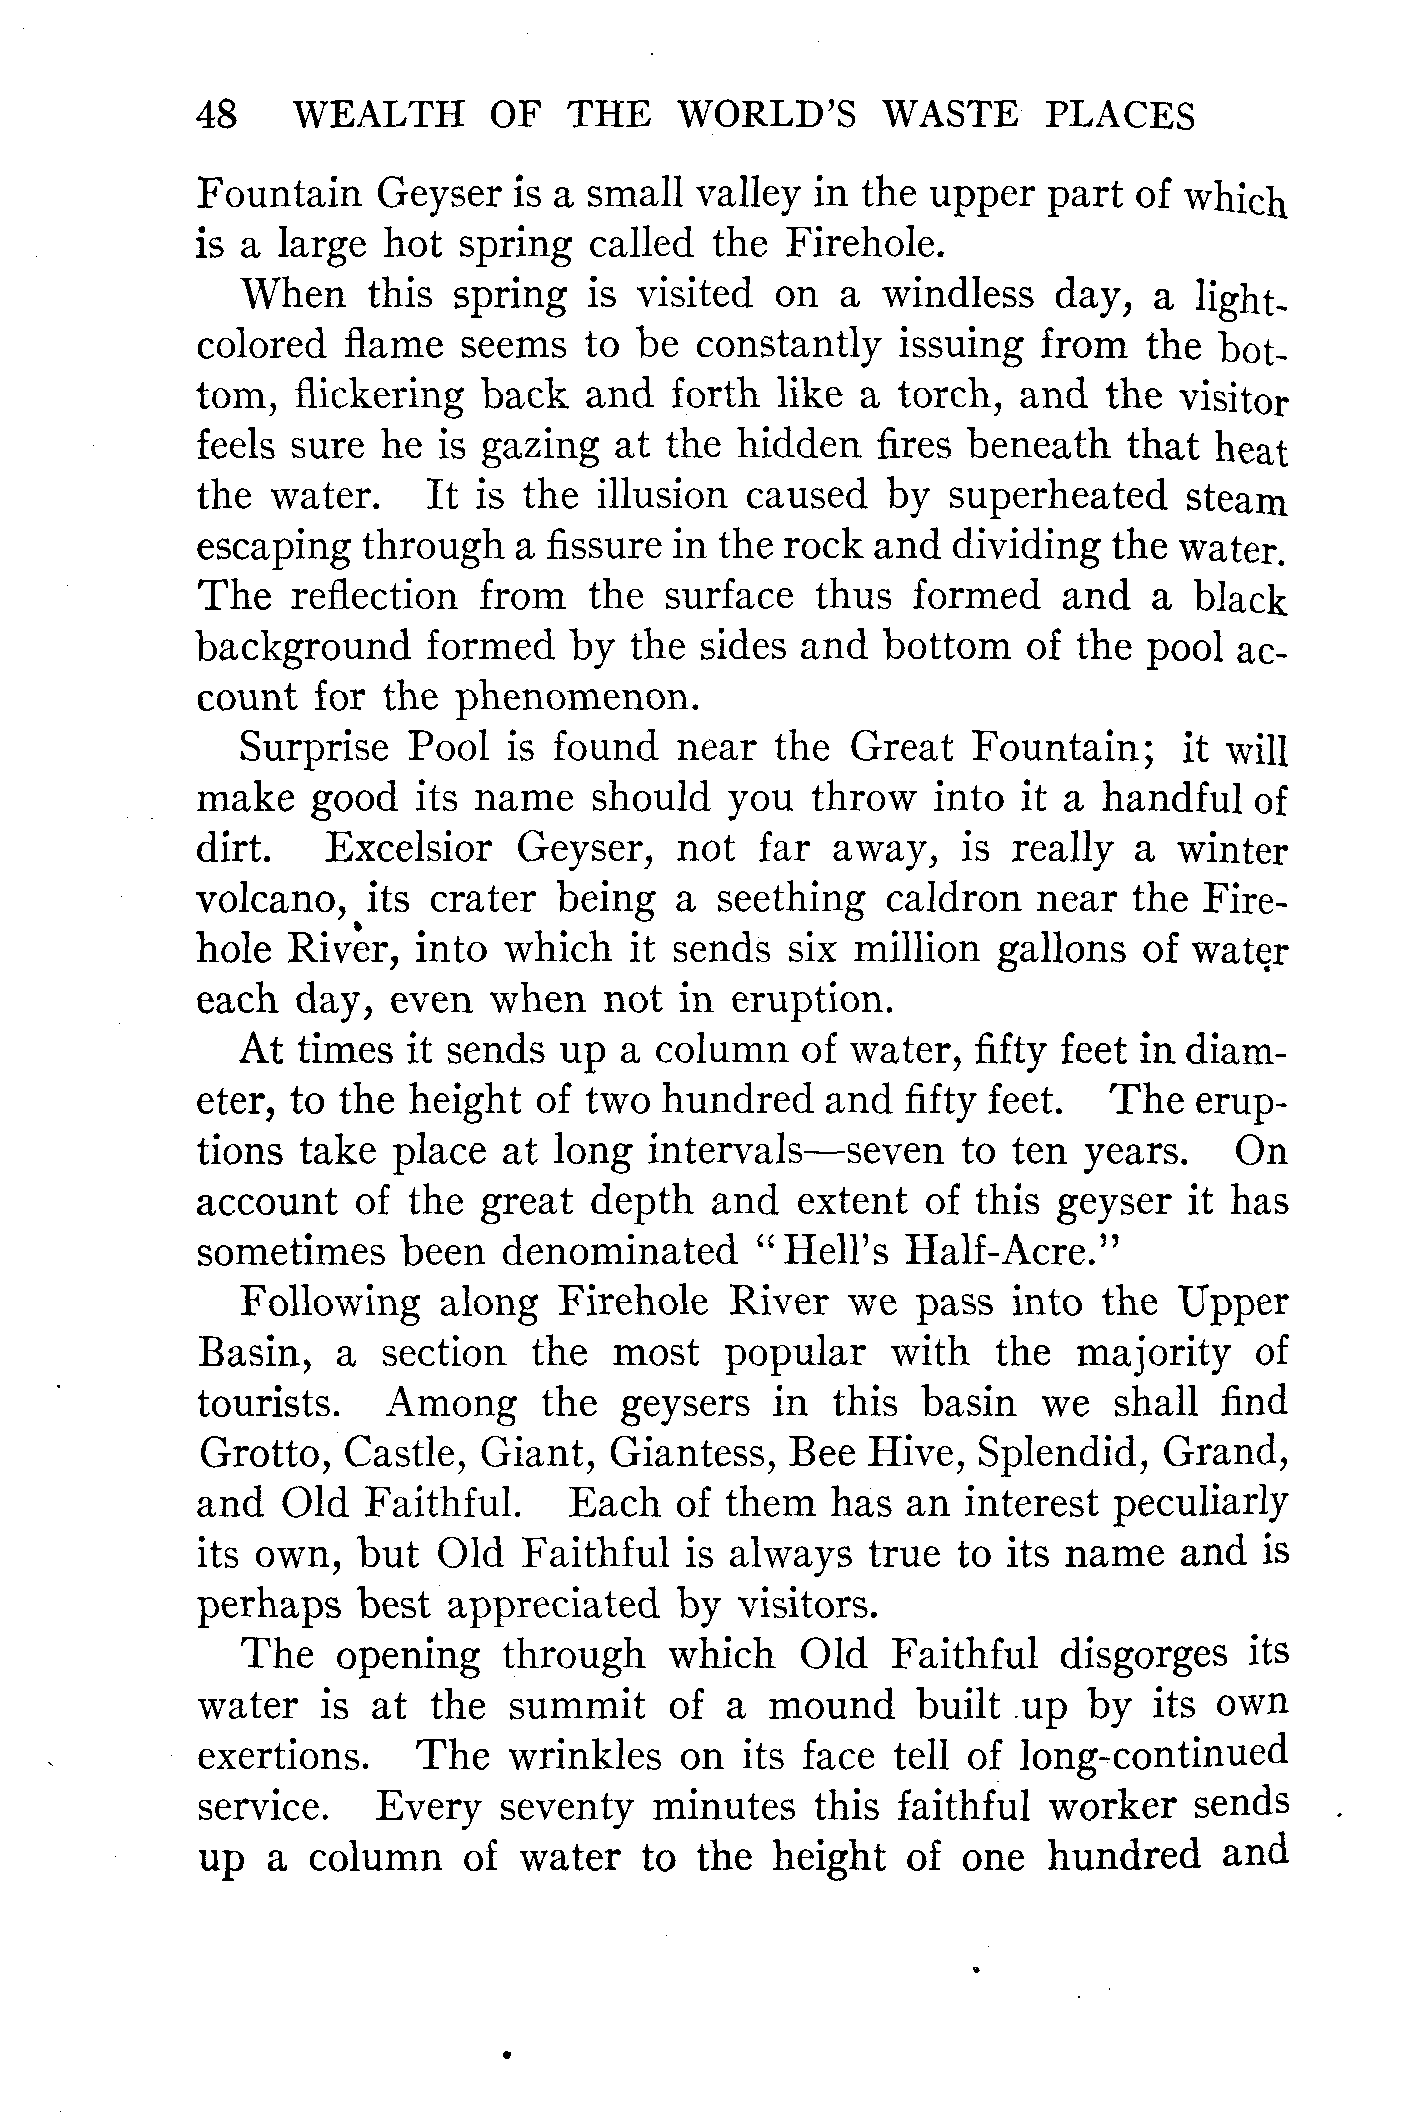 48 WEALTH OF THE WORLD'S WASTE PLACES
Fountain Geyser is a small valley in the upper part of which
is a large hot spring called the Firehole.
When this spring is visited on a windless day, a light-
colored flame seems to be constantly issuing from the bot-
tom, flickering back and forth like a torch, and the visitor
feels sure he is gazing at the hidden fires beneath that heat
the water. It is the illusion caused by superheated steam
escaping through a fissure in the rock and dividing the water.
The reflection from the surface thus formed and a black
background formed by the sides and bottom of the pool ac-
count for the phenomenon.
Surprise Pool is found near the Great Fountain; it will
make good its name should you throw into it a handful of
dirt. Excelsior Geyser, not far away, is really a winter
volcano, its crater being a seething caldron near the Fire-
hole River, into which it sends six million gallons of water
each day, even when not in eruption.
At times it sends up a column of water, fifty feet in diam-
eter, to the height of two hundred and fifty feet. The erup-
tions take place at long intervals—seven to ten years. On
account of the great depth and extent of this geyser it has
sometimes been denominated "Hell's Half-Acre."
Following along Firehole River we pass into the Upper
Basin, a section the most popular with the majority of
tourists. Among the geysers in this basin we shall find
Grotto, Castle, Giant, Giantess, Bee Hive, Splendid, Grand,
and Old Faithful. Each of them has an interest peculiarly
its own, but Old Faithful is always true to its name and is
perhaps best appreciated by visitors.
The opening through which Old Faithful disgorges its
water is at the summit of a mound built up by its own
exertions. The wrinkles on its face tell of long-continued
service. Every seventy minutes this faithful worker sends
up a column of water to the height of one hundred and